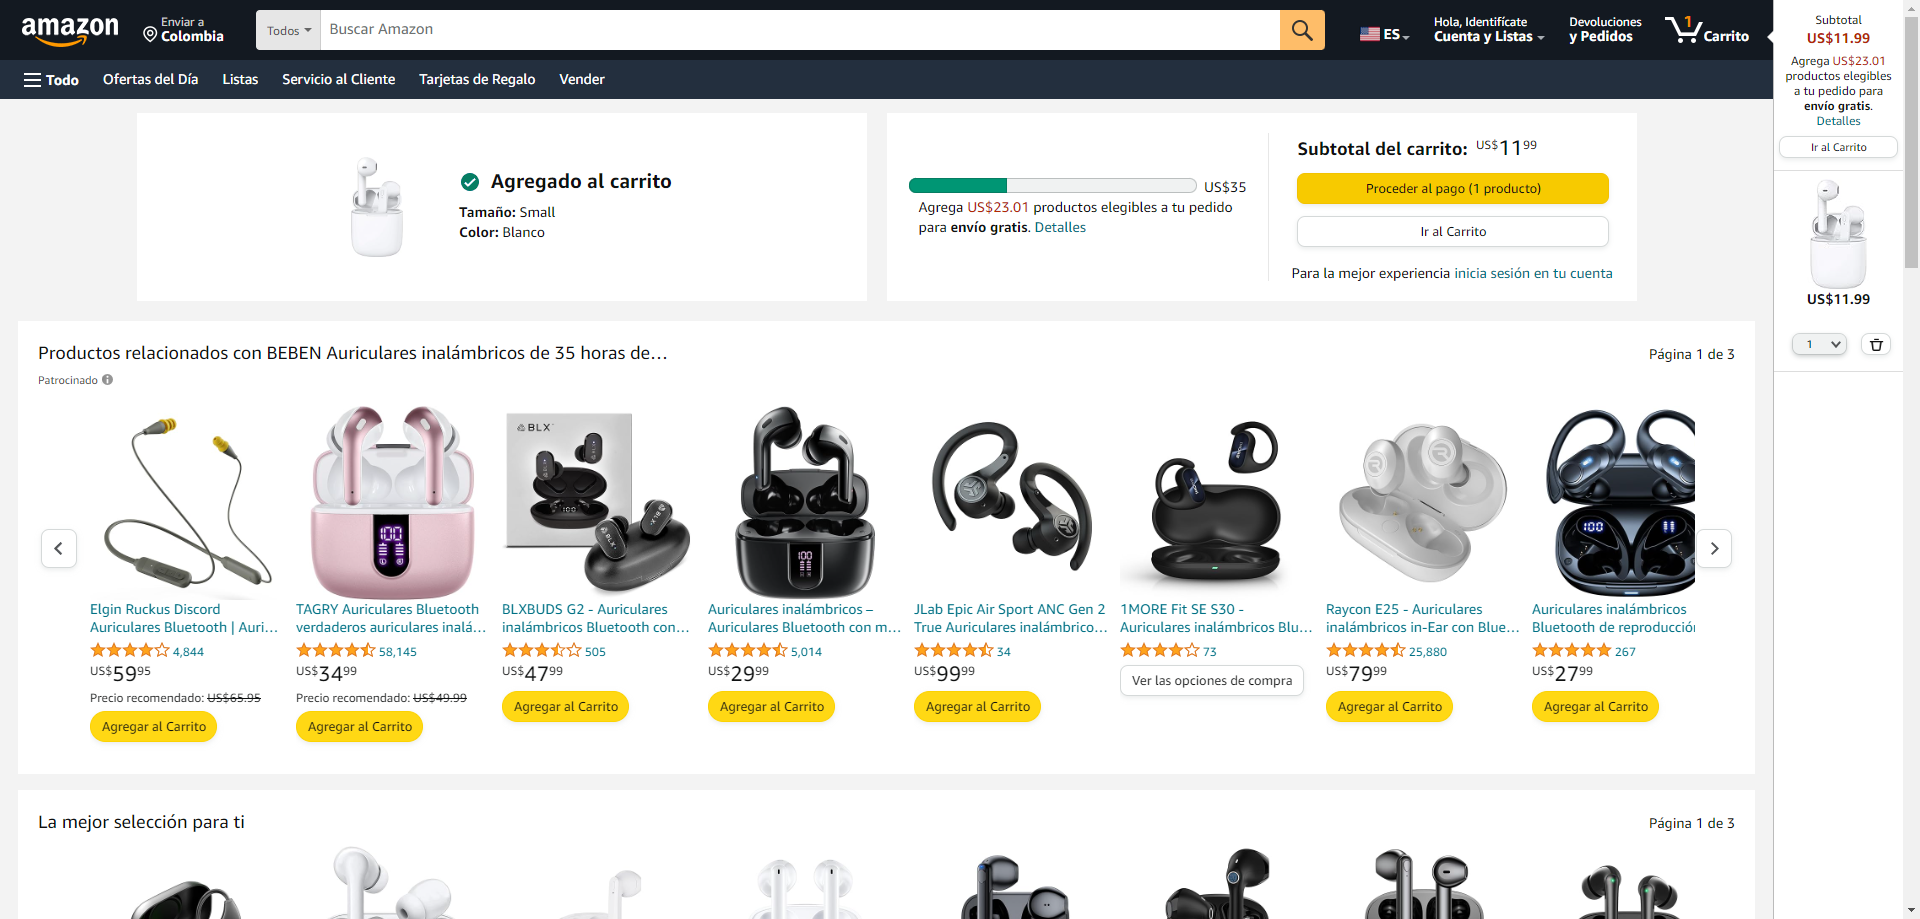 amazon
Enviar a
Colombia
Todos
Buscar Amazon
ES
Hola, Identifícate
Cuenta y Listas
Devoluciones
y Pedidos
1
Carrito
Todo
Ofertas del Día
Listas
Servicio al Cliente
Tarjetas de Regalo
Vender
Subtotal
US$11.99
Agrega US$23.01
productos elegibles
a tu pedido para
envío gratis.
Detalles
Ir al Carrito
US$11.99
1
Agregado al carrito
Tamaño: Small
Color: Blanco
US$35
Agrega US$23.01 productos elegibles a tu pedido
para envío gratis. Detalles
Subtotal del carrito: US$11 99
Proceder al pago (1 producto)
Ir al Carrito
Para la mejor experiencia inicia sesión en tu cuenta
Productos relacionados con BEBEN Auriculares inalámbricos de 35 horas de…
Página 1 de 3
Patrocinado
Elgin Ruckus Discord
Auriculares Bluetooth | Auri…
4,844
US$59 95
Precio recomendado: US$65.95
Agregar al Carrito
100
TAGRY Auriculares Bluetooth
verdaderos auriculares inalá…
58,145
US$34 99
Precio recomendado: US$49.99
Agregar al Carrito
BLX
100
BLX
BLX
BLXBUDS G2 - Auriculares
inalámbricos Bluetooth con…
505
US$47 99
Agregar al Carrito
100
Auriculares inalámbricos –
Auriculares Bluetooth con m…
5,014
US$29 99
Agregar al Carrito
JLab Epic Air Sport ANC Gen 2
True Auriculares inalámbrico…
34
US$99 99
Agregar al Carrito
1MORE Fit SE S30 -
Auriculares inalámbricos Blu…
73
Ver las opciones de compra
Raycon E25 - Auriculares
inalámbricos in-Ear con Blue…
25,880
US$79 99
Agregar al Carrito
100
Auriculares inalámbricos
Bluetooth de reproducción
267
US$27 99
Agregar al Carrito
La mejor selección para ti
Página 1 de 3